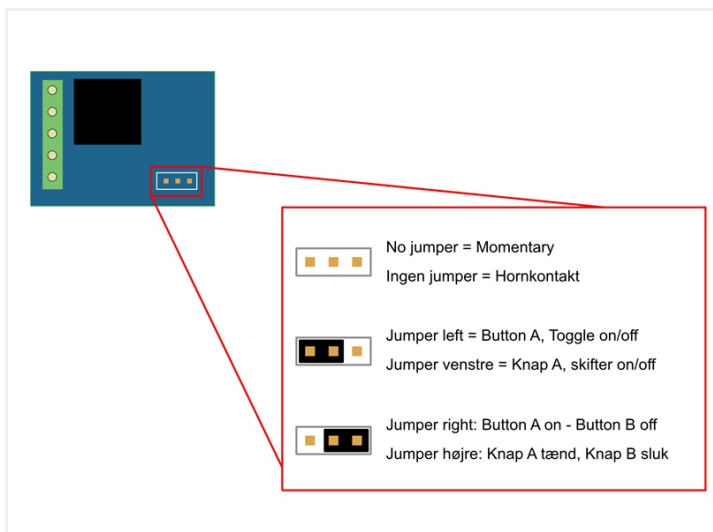 No jumper = Momentary
Ingen jumper = Hornkontakt
Jumper left = Button A, Toggle on/off
Jumper venstre = Knap A, skifter on/off
Jumper right: Button A on - Button B off
Jumper højre: Knap A tænd, Knap B sluk